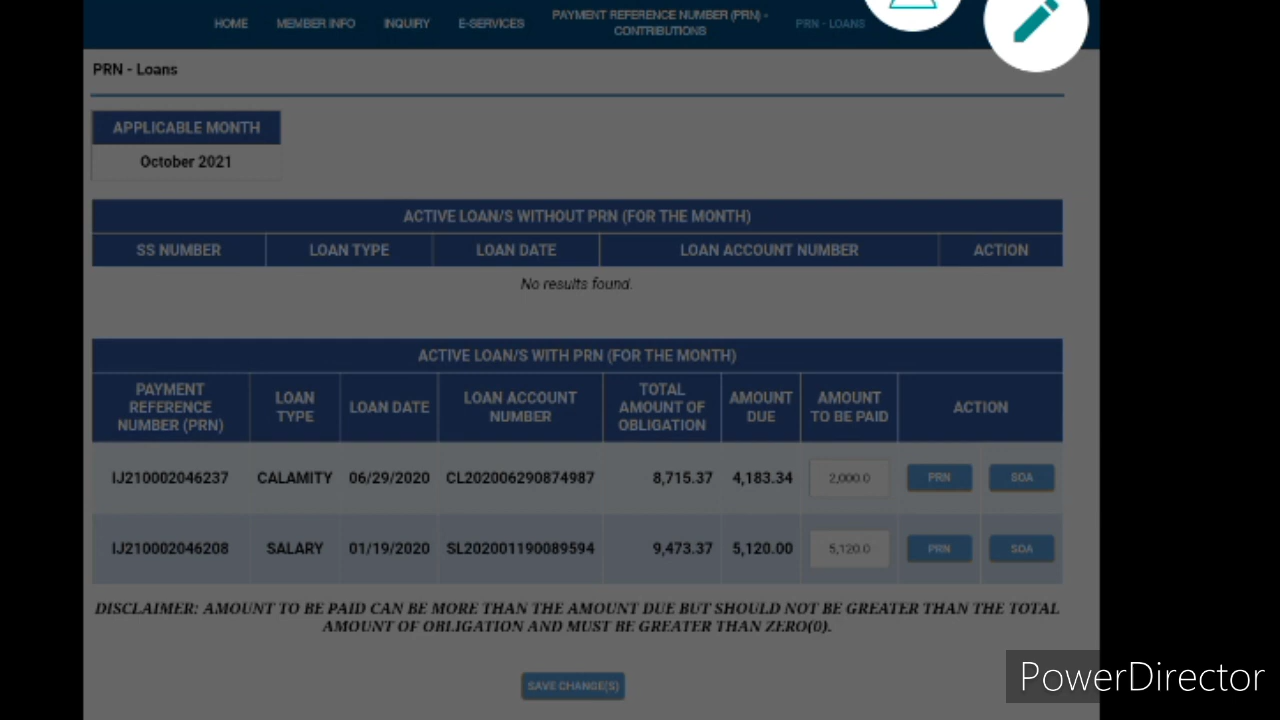 HOME MEMBER INFO INQUIRY E-SERVICES PAYMENT REFERENCE NUMBER (PRN) - PRN - LOANS
CONTRIBUTIONS
PRN - Loans
APPLICABLE MONTH
October 2021
ACTIVE LOAN/S WITHOUT PRN (FOR THE MONTH)
SS NUMBER LOAN TYPE LOAN DATE LOAN ACCOUNT NUMBER ACTION
No results found.
ACTIVE LOAN/S WITH PRN (FOR THE MONTH)
PAYMENT REFERENCE NUMBER (PRN) LOAN TYPE LOAN DATE LOAN ACCOUNT NUMBER TOTAL AMOUNT OF OBLIGATION AMOUNT DUE AMOUNT TO BE PAID ACTION
IJ210002046237 CALAMITY 06/29/2020 CL202006290874987 8,715.37 4,183.34 2,000.0 PRN SOA
IJ210002046208 SALARY 01/19/2020 SL202001190089594 9,473.37 5,120.00 5,120.0 PRN SOA
DISCLAIMER: AMOUNT TO BE PAID CAN BE MORE THAN THE AMOUNT DUE BUT SHOULD NOT BE GREATER THAN THE TOTAL
AMOUNT OF OBLIGATION AND MUST BE GREATER THAN ZERO(0).
SAVE CHANGE(S)
PowerDirector